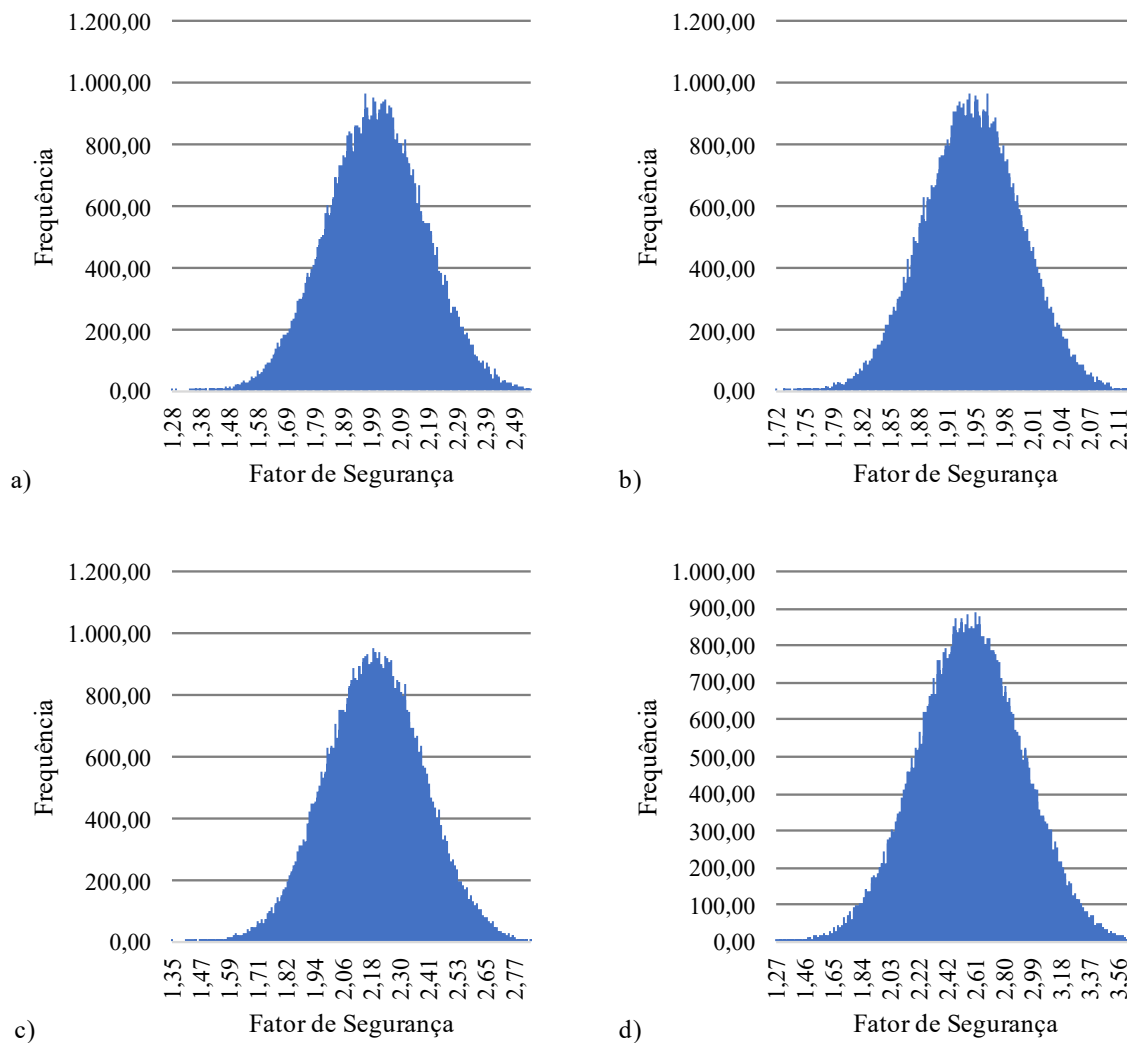 1.200,00
1.000,00
800,00
600,00
400,00
200,00
0,00
Frequência
1,28 1,38 1,48 1,58 1,69 1,79 1,89 1,99 2,09 2,19 2,29 2,39 2,49
Fator de Segurança
a)
1.200,00
1.000,00
800,00
600,00
400,00
200,00
0,00
Frequência
1,72 1,75 1,79 1,82 1,85 1,88 1,91 1,95 1,98 2,01 2,04 2,07 2,11
Fator de Segurança
b)
1.200,00
1.000,00
800,00
600,00
400,00
200,00
0,00
Frequência
1,35 1,47 1,59 1,71 1,82 1,94 2,06 2,18 2,30 2,41 2,53 2,65 2,77
Fator de Segurança
c)
1.000,00
900,00
800,00
700,00
600,00
500,00
400,00
300,00
200,00
100,00
0,00
Frequência
1,27 1,46 1,65 1,84 2,03 2,22 2,42 2,61 2,80 2,99 3,18 3,37 3,56
Fator de Segurança
d)